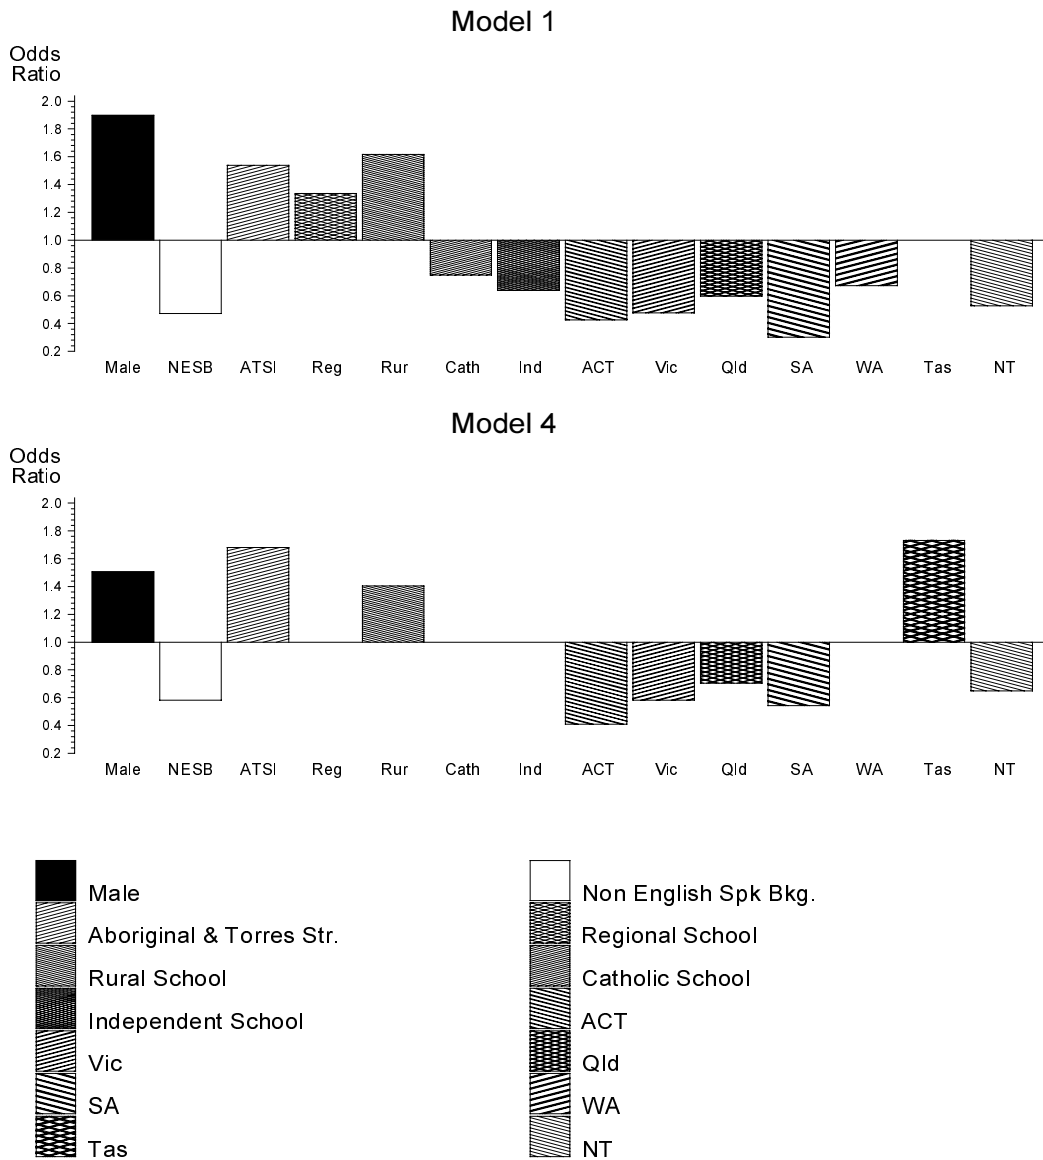 Model 1
Odds
Ratio
2.0
1.8
1.6
1.4
1.2
1.0
0.8
0.6
0.4
0.2
Male NESB ATSI Reg Rur Cath Ind ACT Vic Qld SA WA Tas NT
Model 4
Odds
Ratio
2.0
1.8
1.6
1.4
1.2
1.0
0.8
0.6
0.4
0.2
Male NESB ATSI Reg Rur Cath Ind ACT Vic Qld SA WA Tas NT
Male Non English Spk Bkg.
Aboriginal & Torres Str. Regional School
Rural School Catholic School
Independent School ACT
Vic Qld
SA WA
Tas NT